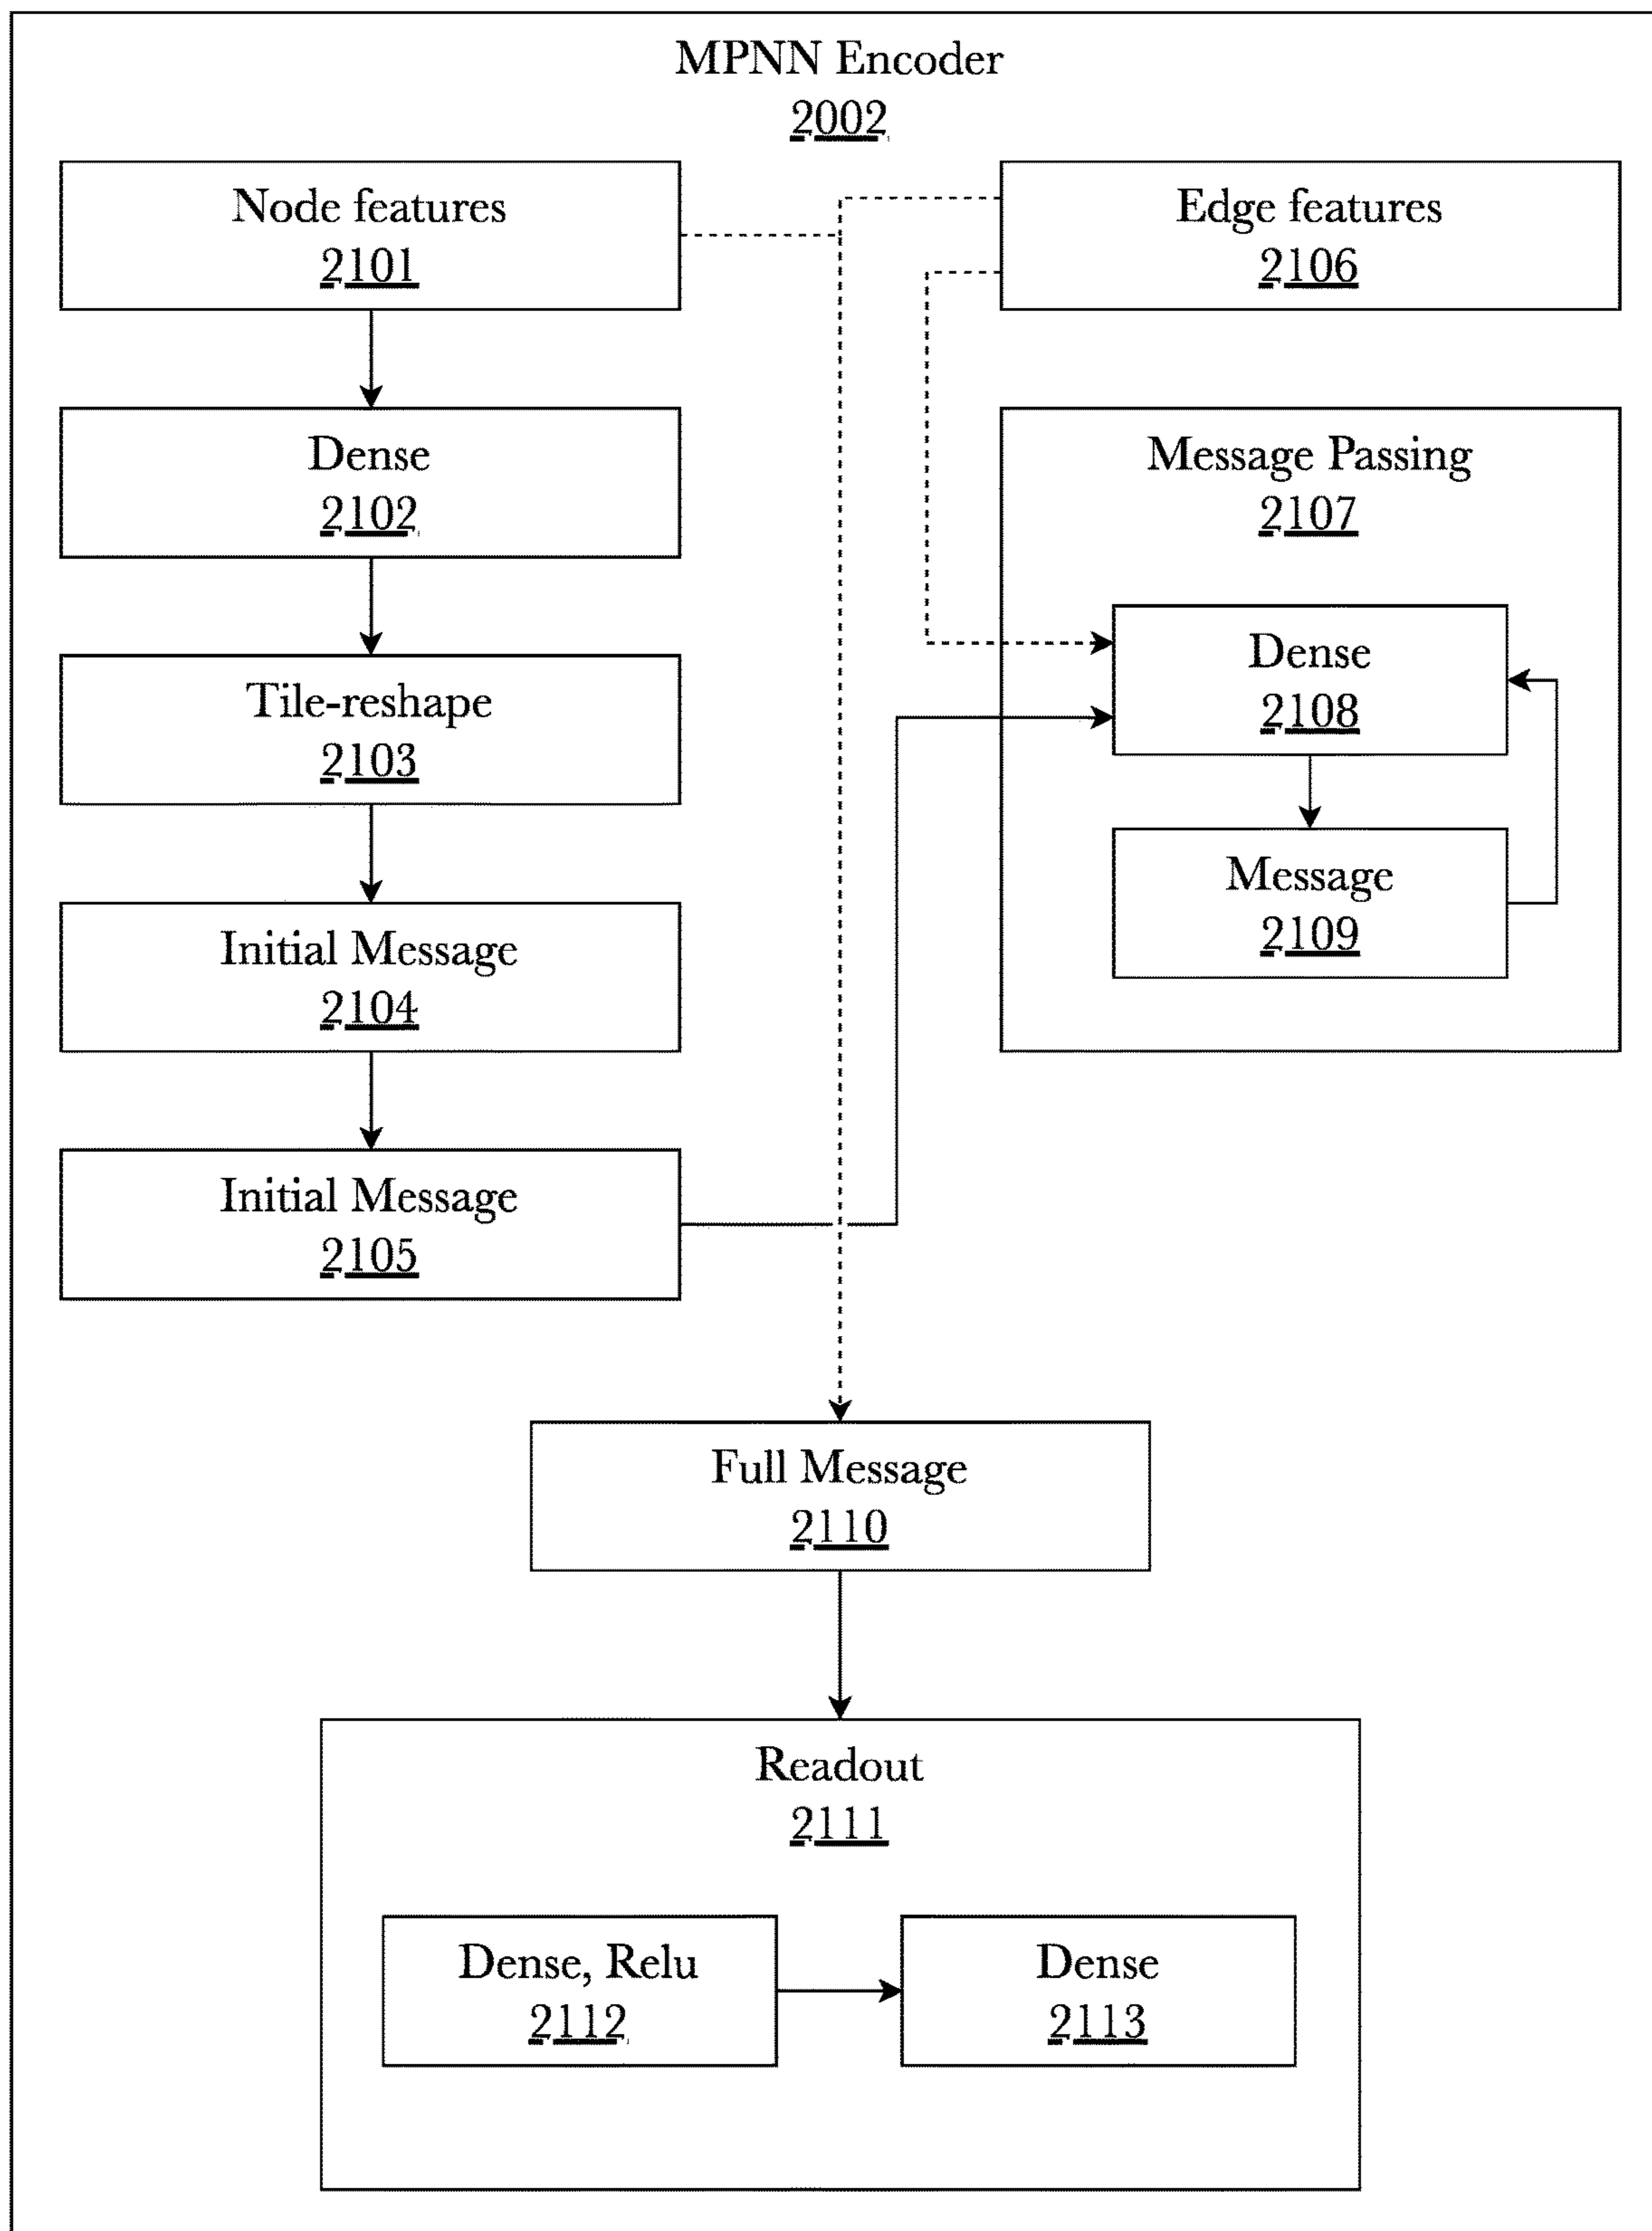 MPNN Encoder
2002
Node features
2101
Edge features
2106
Dense
2102
Message Passing
2107
Tile-reshape
2103
Dense
2108
Message
2109
Initial Message
2104
Initial Message
2105
Full Message
2110
Readout
2111
Dense, Relu
2112
Dense
2113